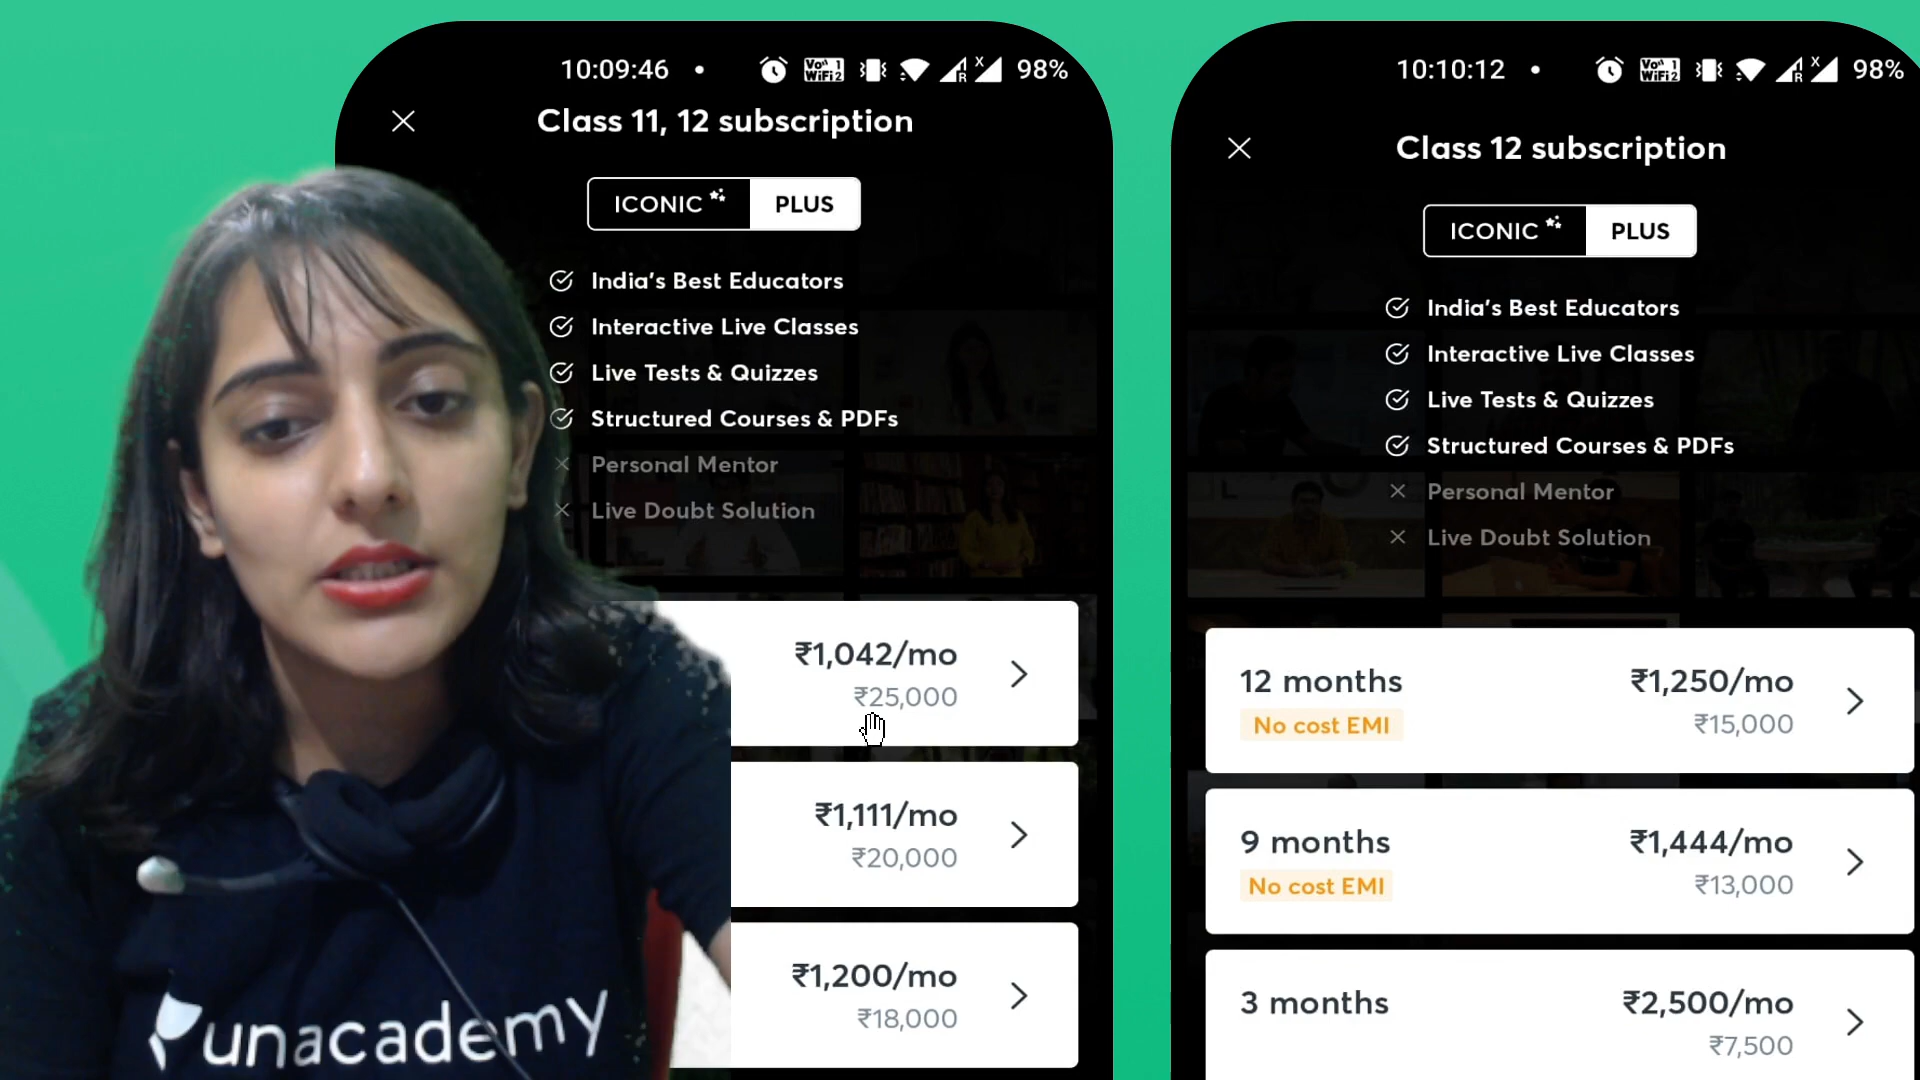 10:09:46 • 98%
Class 11, 12 subscription
ICONIC PLUS
India's Best Educators
Interactive Live Classes
Live Tests & Quizzes
Structured Courses & PDFs
Personal Mentor
Live Doubt Solution
₹1,042/mo
₹25,000
₹1,111/mo
₹20,000
₹1,200/mo
₹18,000
unacademy
10:10:12 • 98%
Class 12 subscription
ICONIC PLUS
India's Best Educators
Interactive Live Classes
Live Tests & Quizzes
Structured Courses & PDFs
Personal Mentor
Live Doubt Solution
12 months ₹1,250/mo
No cost EMI ₹15,000
9 months ₹1,444/mo
No cost EMI ₹13,000
3 months ₹2,500/mo
₹7,500